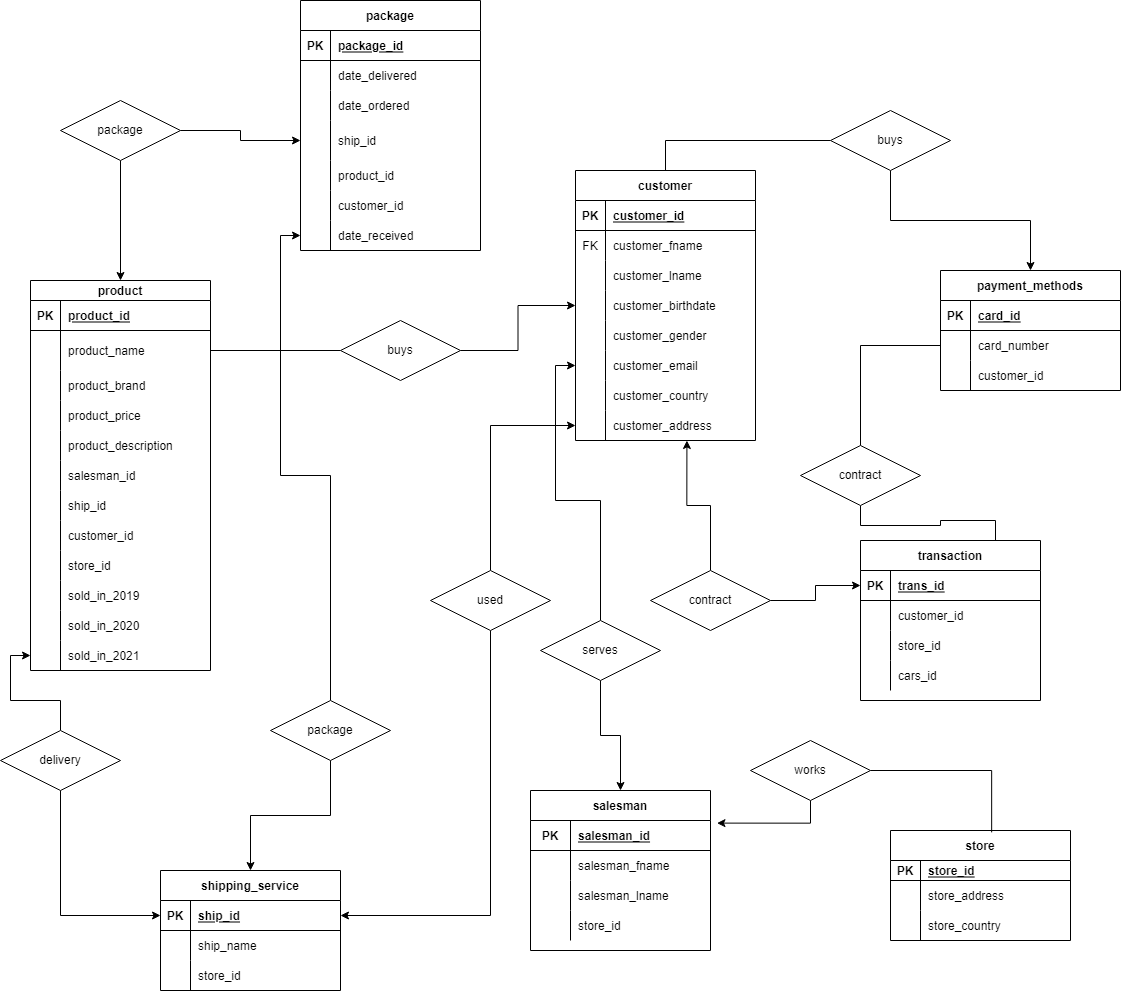 package
PK package_id
date_delivered
date_ordered
ship_id
product_id
customer_id
date_received
package
buys
customer
PK customer_id
FK customer_fname
customer_lname
customer_birthdate
customer_gender
customer_email
customer_country
customer_address
payment_methods
PK card_id
card_number
customer_id
product
PK product_id
product_name
product_brand
product_price
product_description
salesman_id
ship_id
customer_id
store_id
sold_in_2019
sold_in_2020
sold_in_2021
buys
contract
transaction
PK trans_id
customer_id
store_id
cars_id
used
contract
serves
package
delivery
works
salesman
PK salesman_id
salesman_fname
salesman_lname
store_id
store
PK store_id
store_address
store_country
shipping_service
PK ship_id
ship_name
store_id